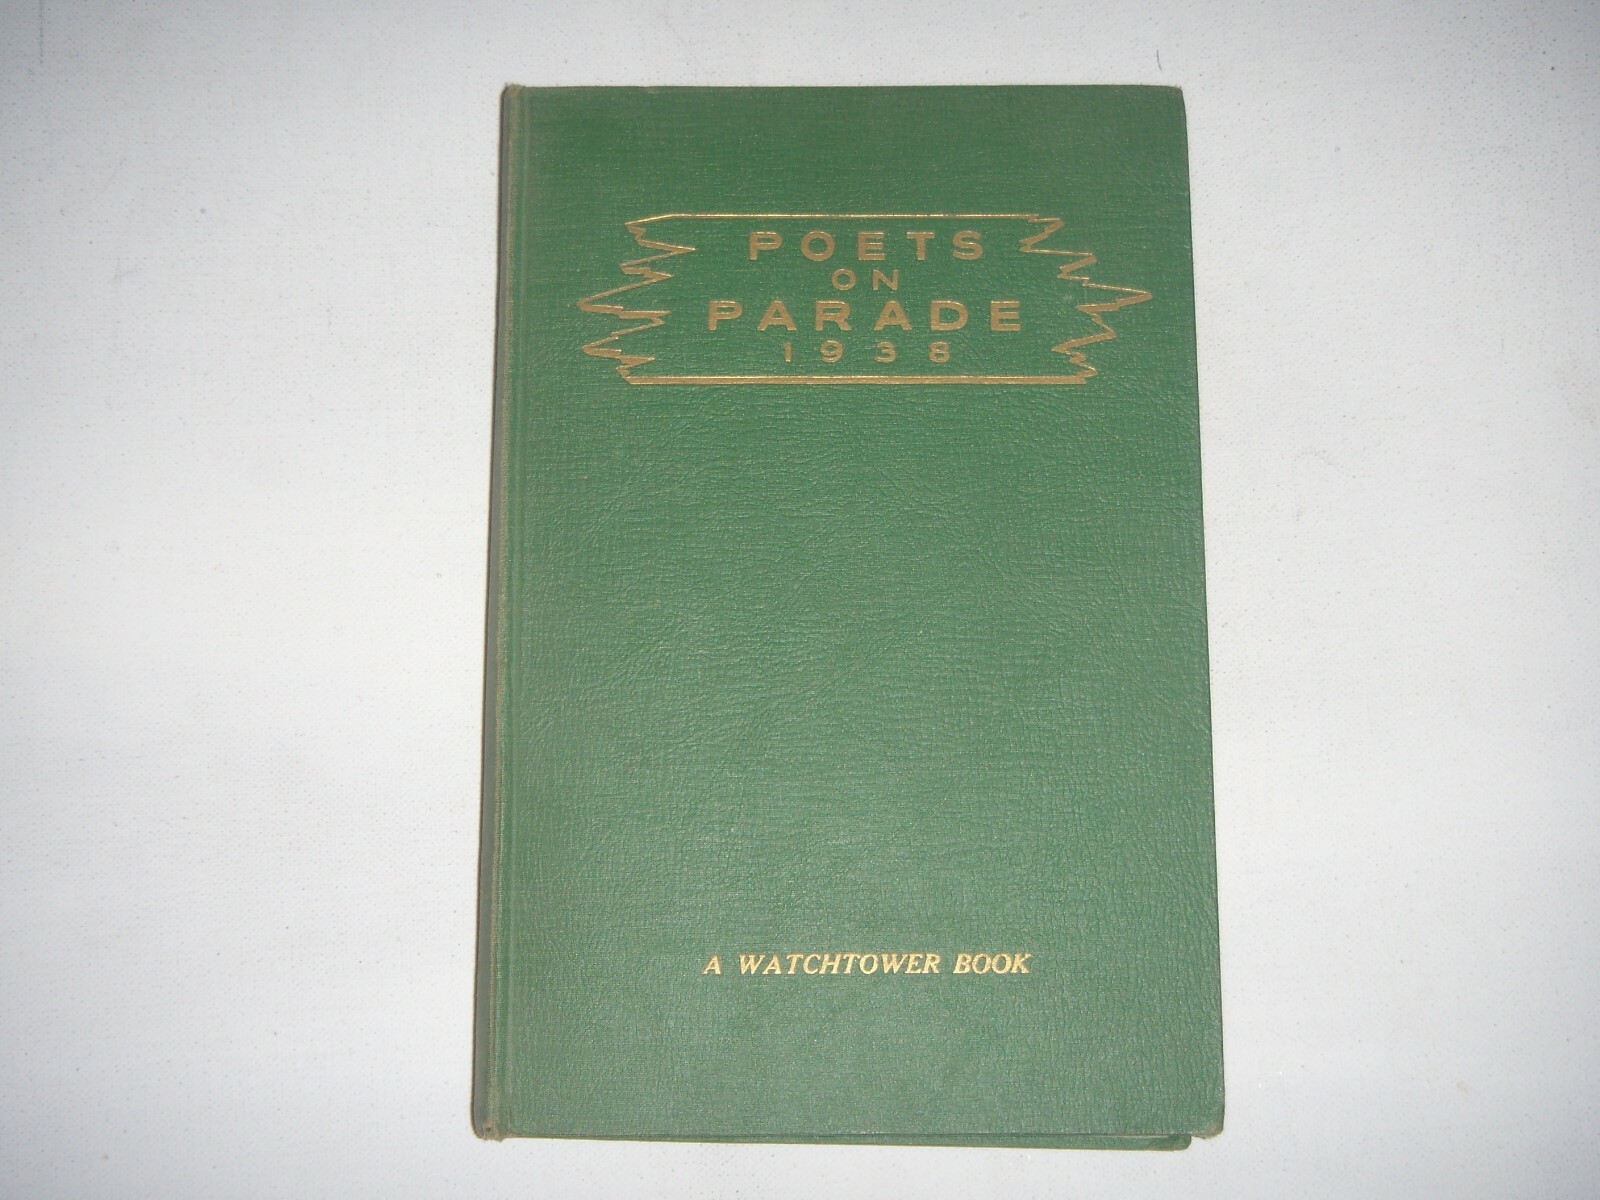 POETS
ON
PARADE
1938
A WATCHTOWER BOOK